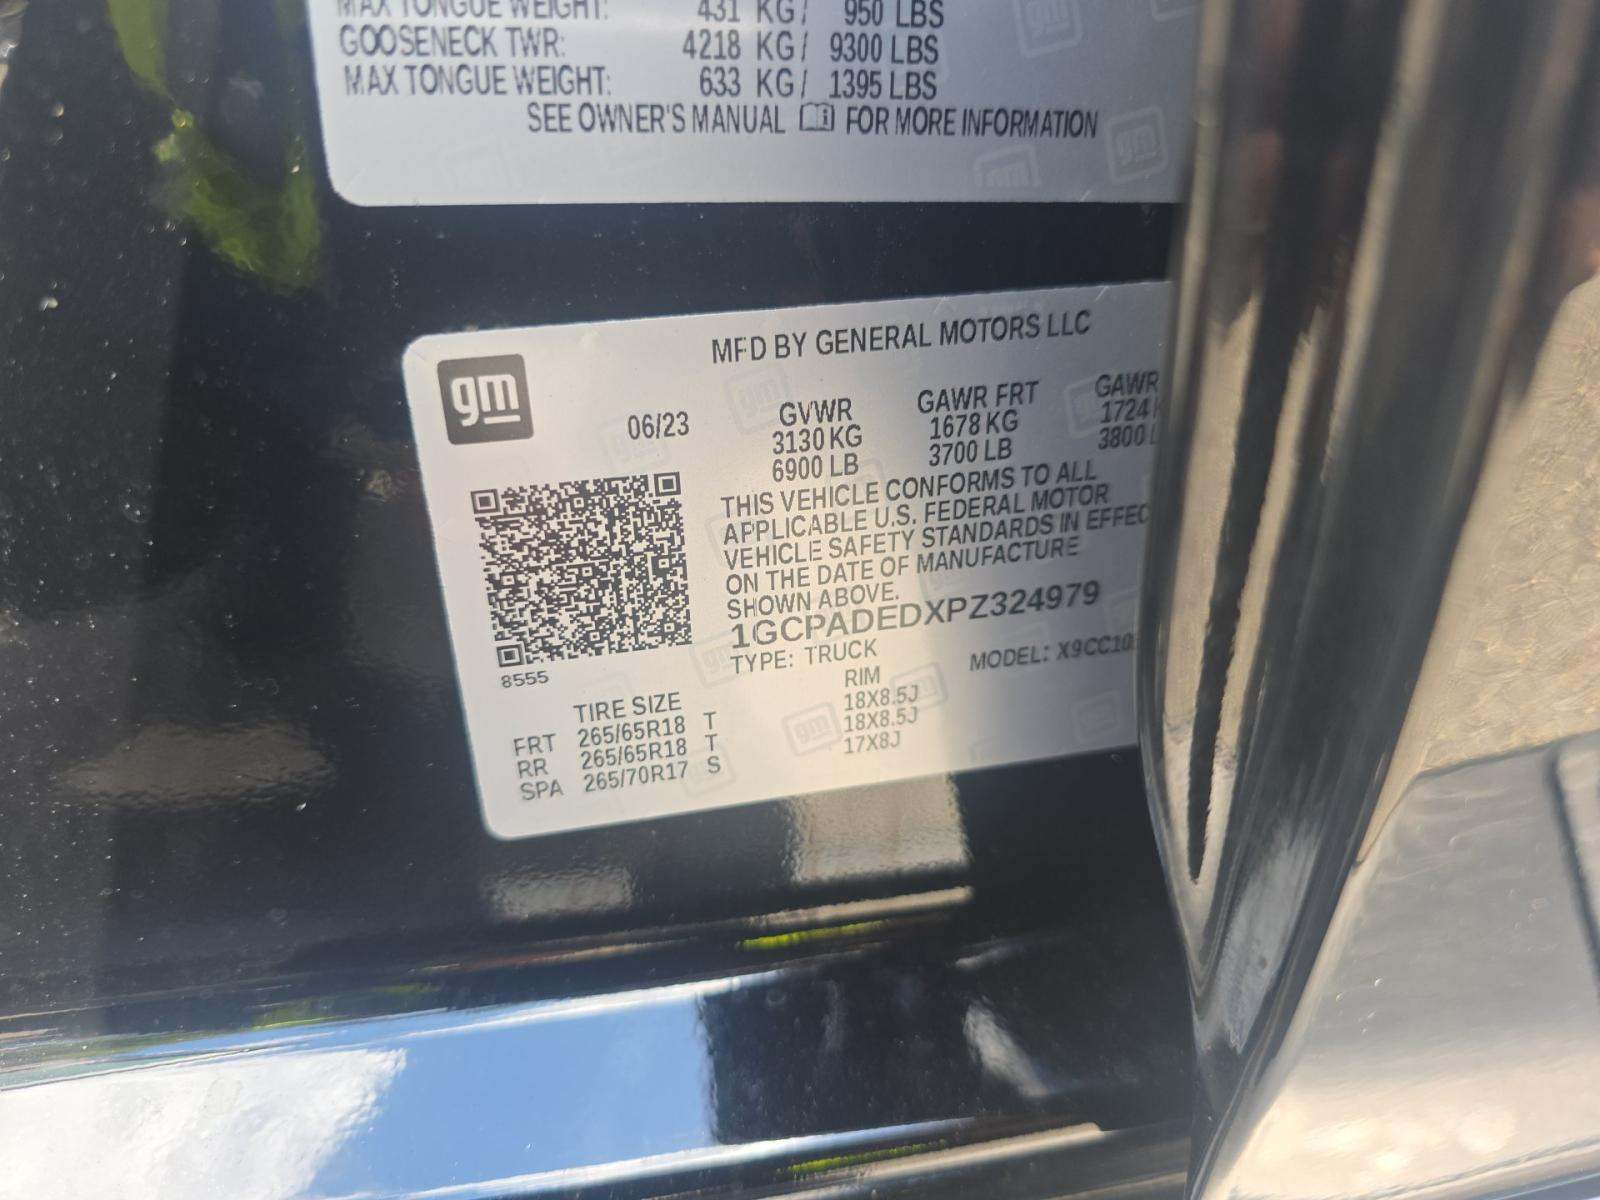 MAX TONGUE WEIGHT: 431 KG/ 950 LBS
GOOSENECK TWR: 4218 KG/ 9300 LBS
MAX TONGUE WEIGHT: 633 KG/ 1395 LBS
SEE OWNER'S MANUAL FOR MORE INFORMATION
gm
MFD BY GENERAL MOTORS LLC
06/23 GVWR GAWR FRT GAWR
3130 KG 1678 KG 1724
6900 LB 3700 LB 3800
THIS VEHICLE CONFORMS TO ALL
APPLICABLE U.S. FEDERAL MOTOR
VEHICLE SAFETY STANDARDS IN EFFEC
ON THE DATE OF MANUFACTURE
SHOWN ABOVE.
1GCPADEDXPZ324979
TYPE: TRUCK MODEL: X9CC10
8555
TIRE SIZE RIM
FRT 265/65R18 T 18X8.5J
RR 265/65R18 T 18X8.5J
SPA 265/70R17 S 17X8J